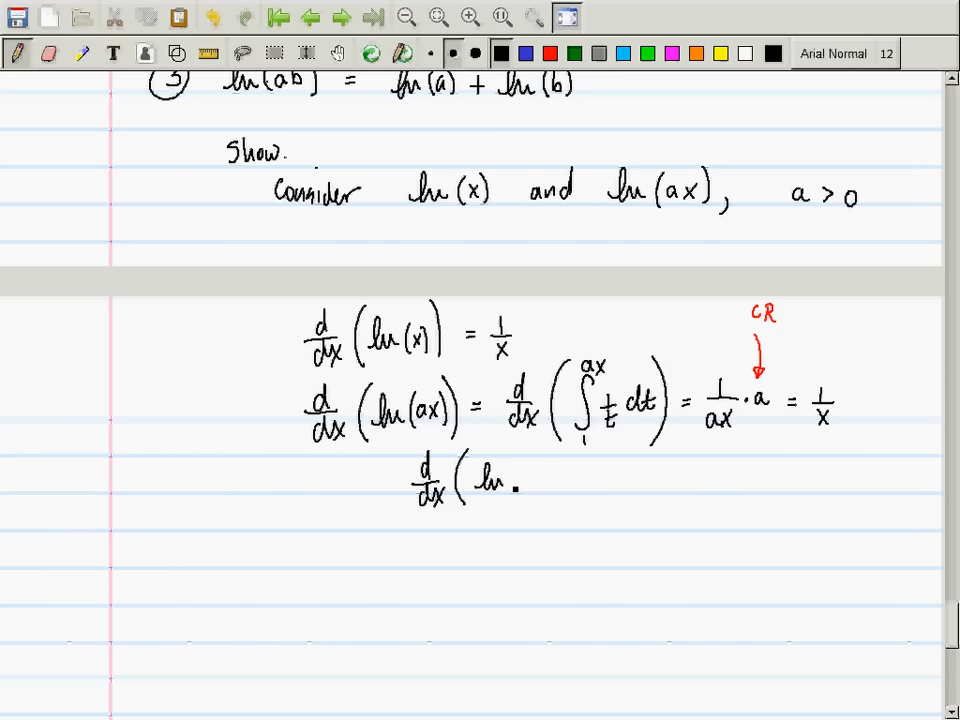 Arial Normal 12
③ ln(ab) = ln(a) + ln(b)
Show.
Consider ln(x) and ln(ax), a > 0
CR
d/dx (ln(x)) = 1/x
d/dx (ln(ax)) = d/dx (∫₁^ax 1/t dt) = 1/ax · a = 1/x
d/dx ( ln